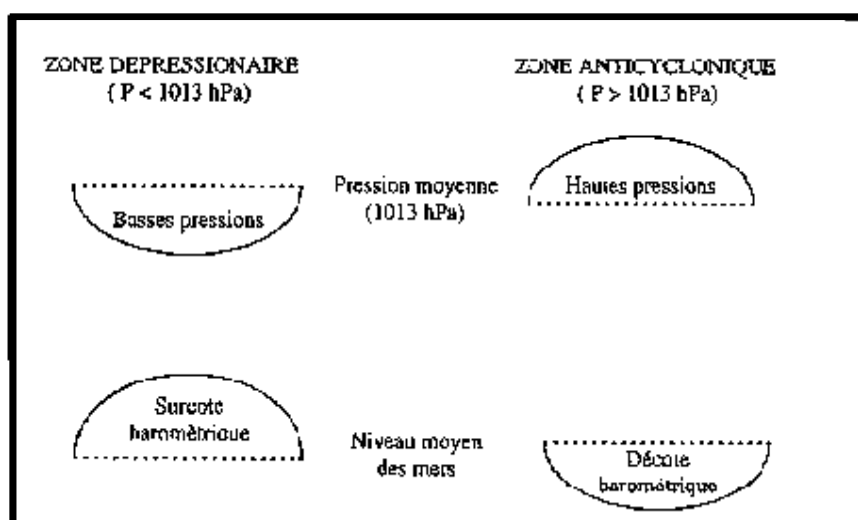 ZONE DEPRESSIONAIRE
( P < 1013 hPa)
ZONE ANTICYCLONIQUE
( P > 1013 hPa)
Basses pressions
Pression moyenne
(1013 hPa)
Hautes pressions
Surcote
barométrique
Niveau moyen
des mers
Décote
barométrique